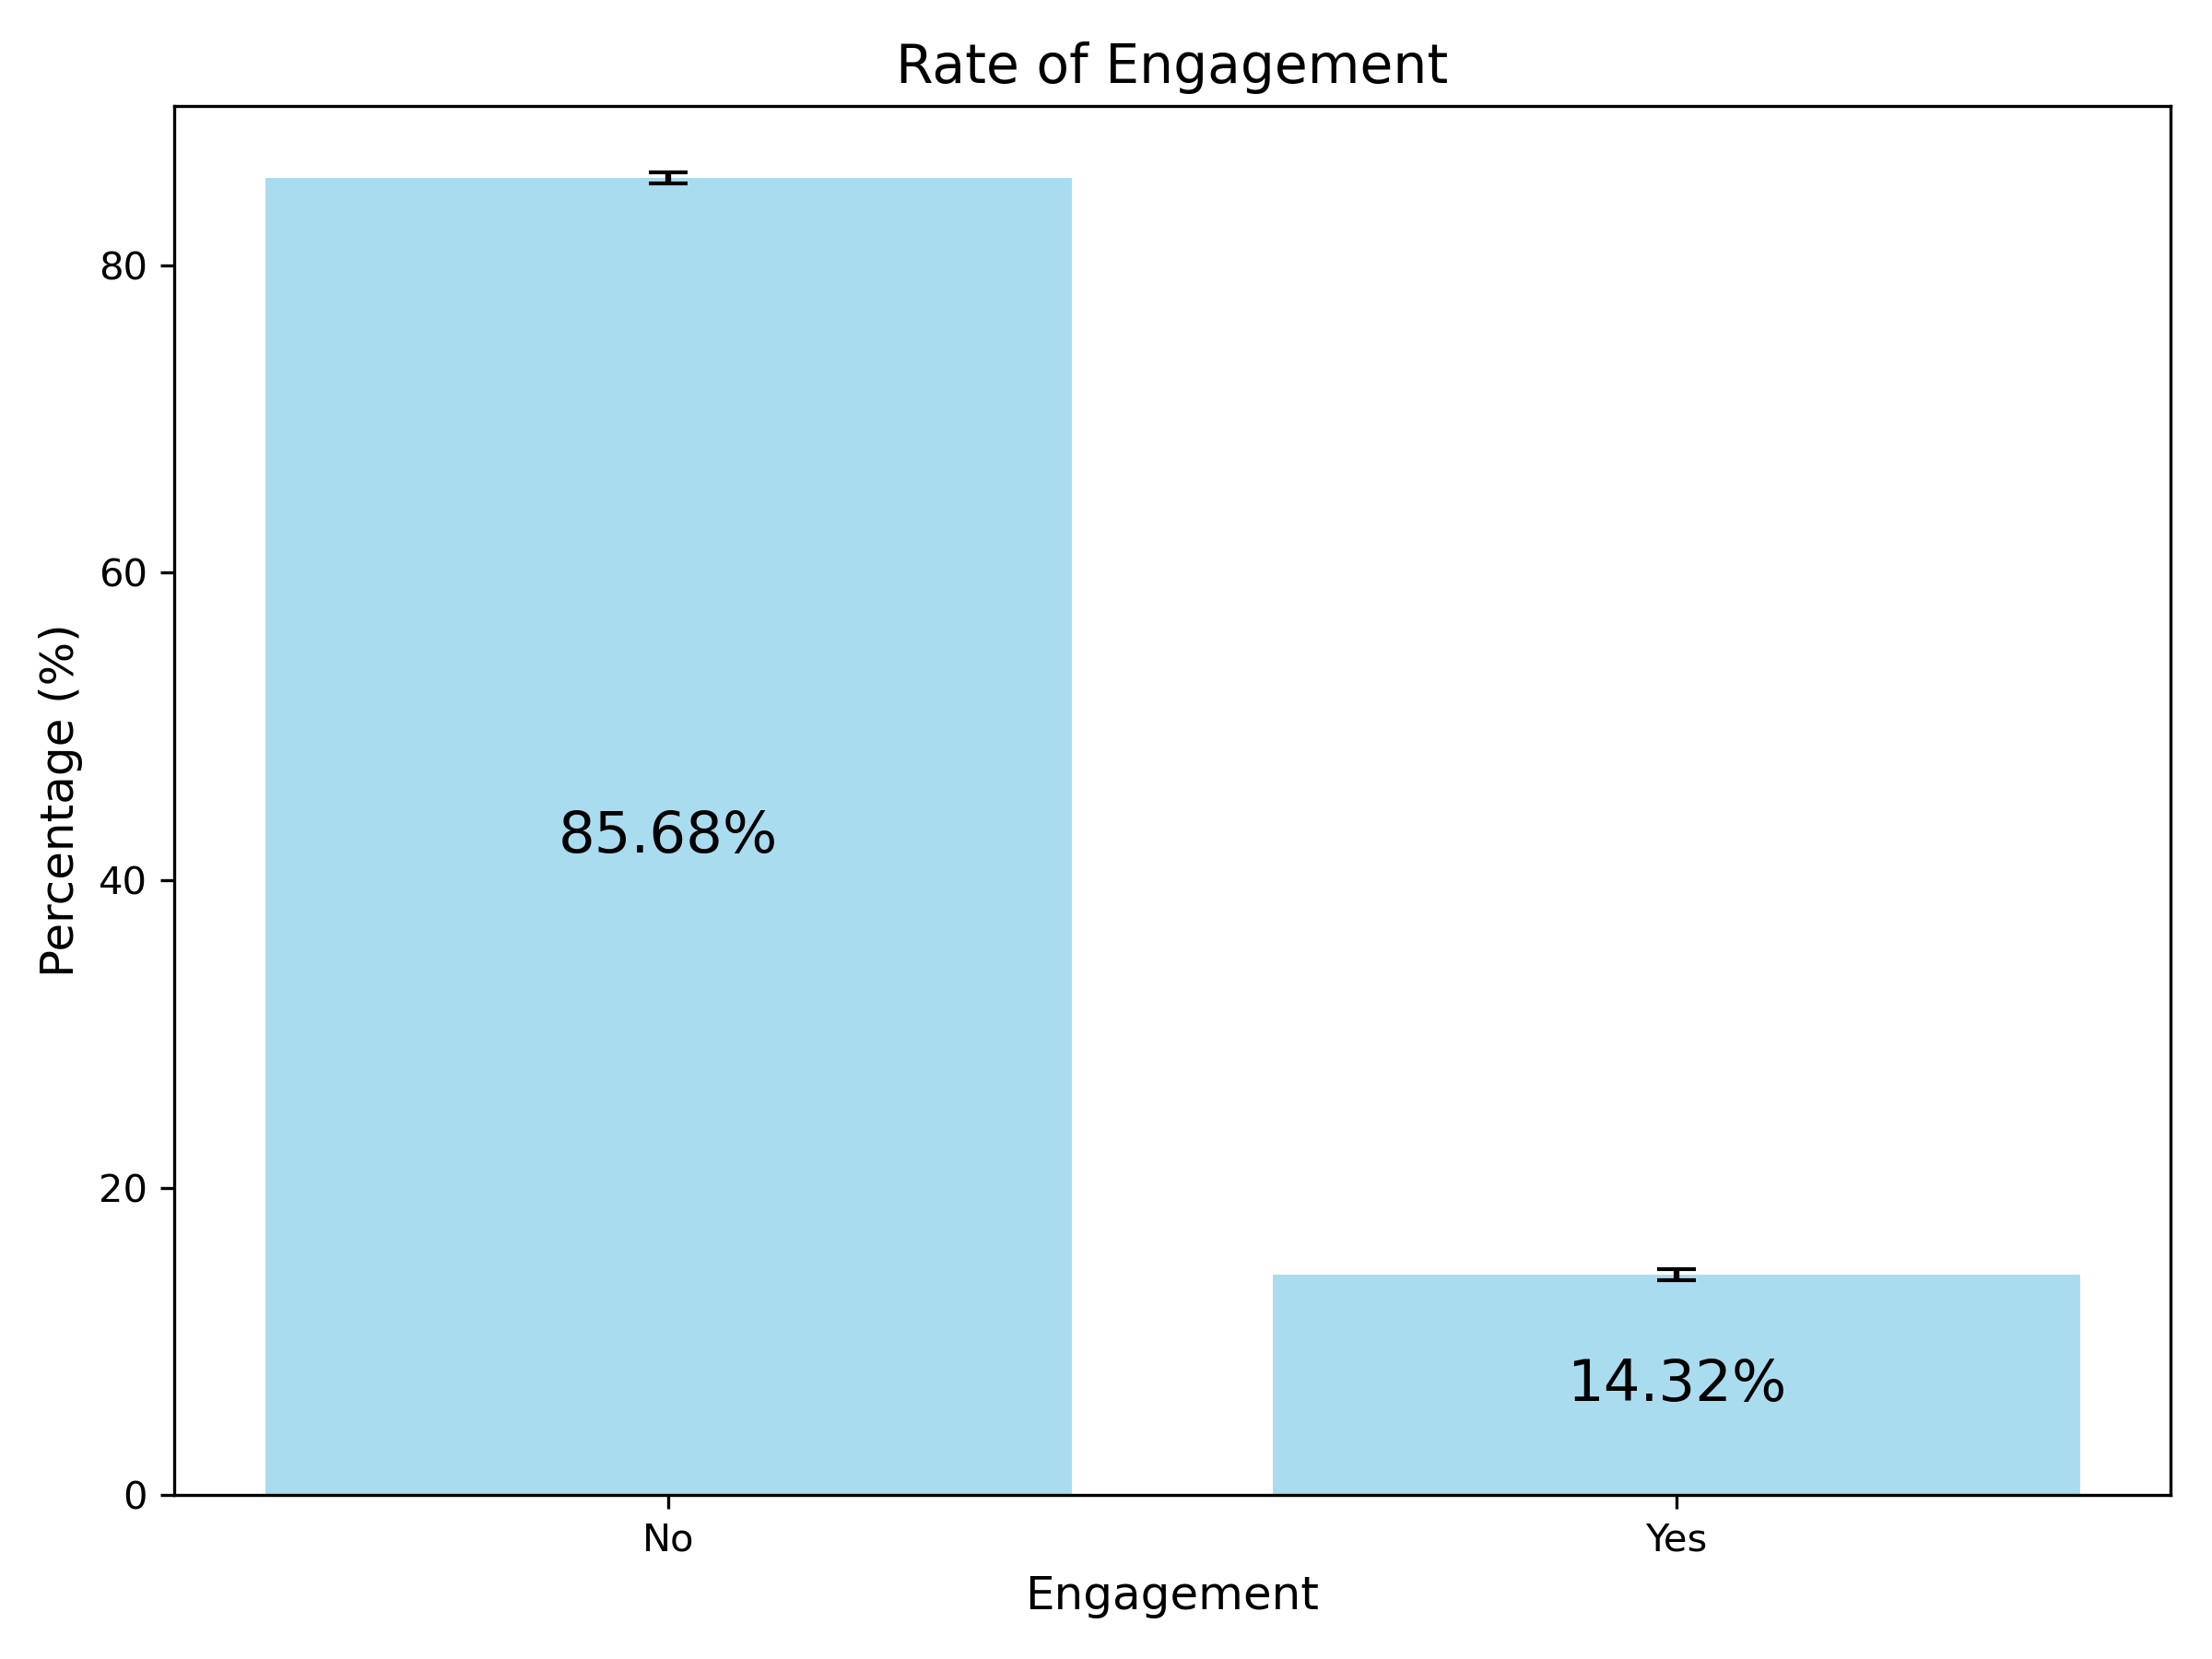 Rate of Engagement
Percentage (%)
80
60
40
20
0
85.68%
14.32%
No
Yes
Engagement